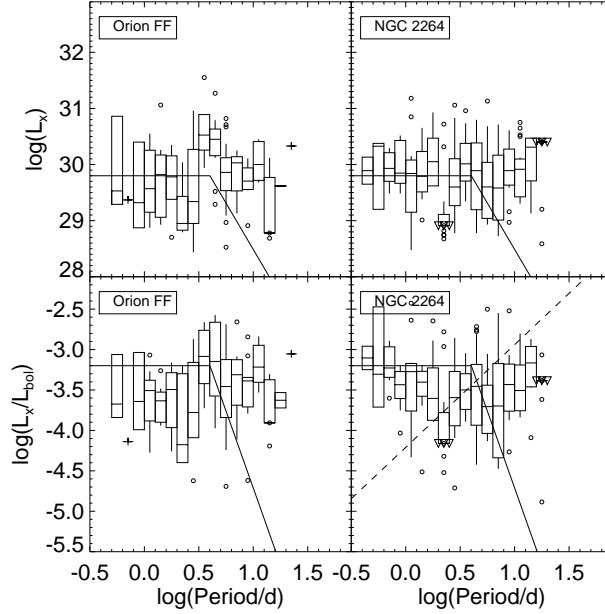 Orion FF
NGC 2264
32
31
30
29
28
log(Lx)
Orion FF
NGC 2264
-2.5
-3.0
-3.5
-4.0
-4.5
-5.0
-5.5
log(Lx/Lbol)
-0.5 0.0 0.5 1.0 1.5
-0.5 0.0 0.5 1.0 1.5
log(Period/d)
log(Period/d)